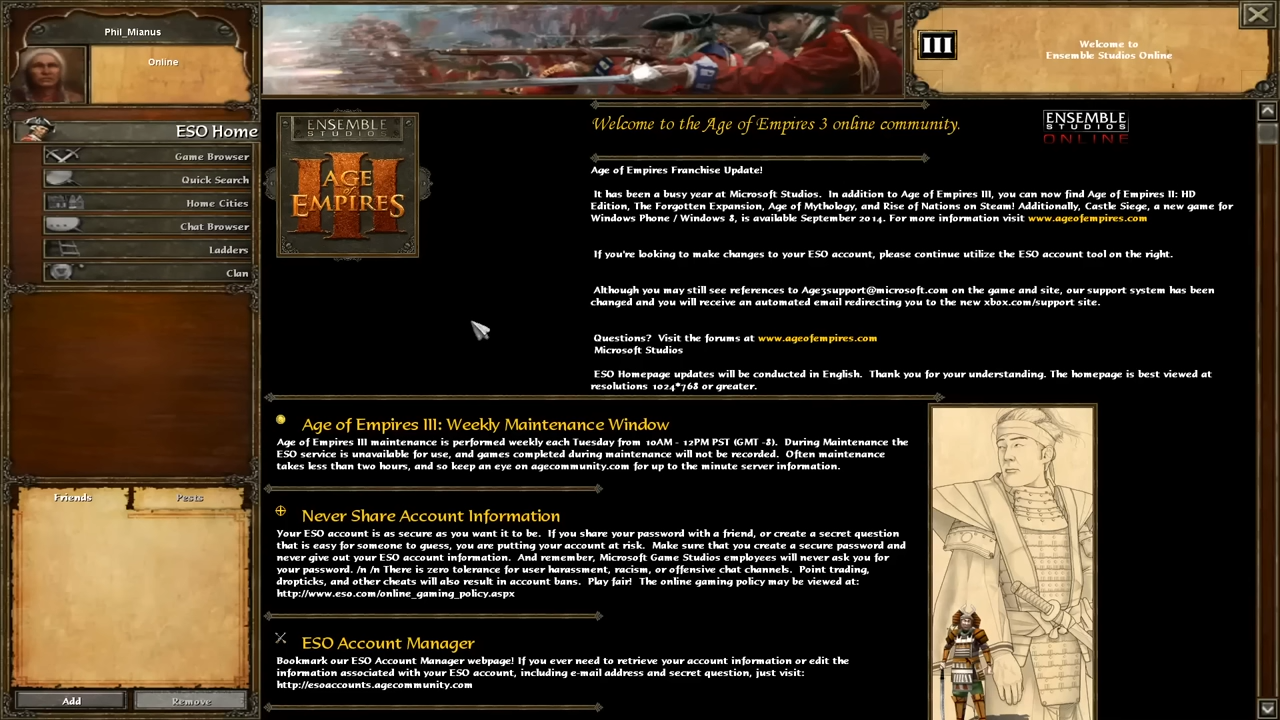 Phil_Mianus
Online
ESO Home
Game Browser
Quick Search
Home Cities
Chat Browser
Ladders
Clan
Friends
Pests
Add
Remove
III
Welcome to
Ensemble Studios Online
ENSEMBLE
STUDIOS
III
AGE
of
EMPIRES
Welcome to the Age of Empires 3 online community.
ENSEMBLE
STUDIOS
ONLINE
Age of Empires Franchise Update!
It has been a busy year at Microsoft Studios. In addition to Age of Empires III, you can now find Age of Empires II: HD
Edition, The Forgotten Expansion, Age of Mythology, and Rise of Nations on Steam! Additionally, Castle Siege, a new game for
Windows Phone / Windows 8, is available September 2014. For more information visit www.ageofempires.com
If you're looking to make changes to your ESO account, please continue utilize the ESO account tool on the right.
Although you may still see references to Age3support@microsoft.com on the game and site, our support system has been
changed and you will receive an automated email redirecting you to the new xbox.com/support site.
Questions? Visit the forums at www.ageofempires.com
Microsoft Studios
ESO Homepage updates will be conducted in English. Thank you for your understanding. The homepage is best viewed at
resolutions 1024*768 or greater.
Age of Empires III: Weekly Maintenance Window
Age of Empires III maintenance is performed weekly each Tuesday from 10AM - 12PM PST (GMT -8). During Maintenance the
ESO service is unavailable for use, and games completed during maintenance will not be recorded. Often maintenance
takes less than two hours, and so keep an eye on agecommunity.com for up to the minute server information.
Never Share Account Information
Your ESO account is as secure as you want it to be. If you share your password with a friend, or create a secret question
that is easy for someone to guess, you are putting your account at risk. Make sure that you create a secure password and
never give out your ESO account information. And remember, Microsoft Game Studios employees will never ask you for
your password. /n /n There is zero tolerance for user harassment, racism, or offensive chat channels. Point trading,
dropticks, and other cheats will also result in account bans. Play fair! The online gaming policy may be viewed at:
http://www.eso.com/online_gaming_policy.aspx
ESO Account Manager
Bookmark our ESO Account Manager webpage! If you ever need to retrieve your account information or edit the
information associated with your ESO account, including e-mail address and secret question, just visit:
http://esoaccounts.agecommunity.com